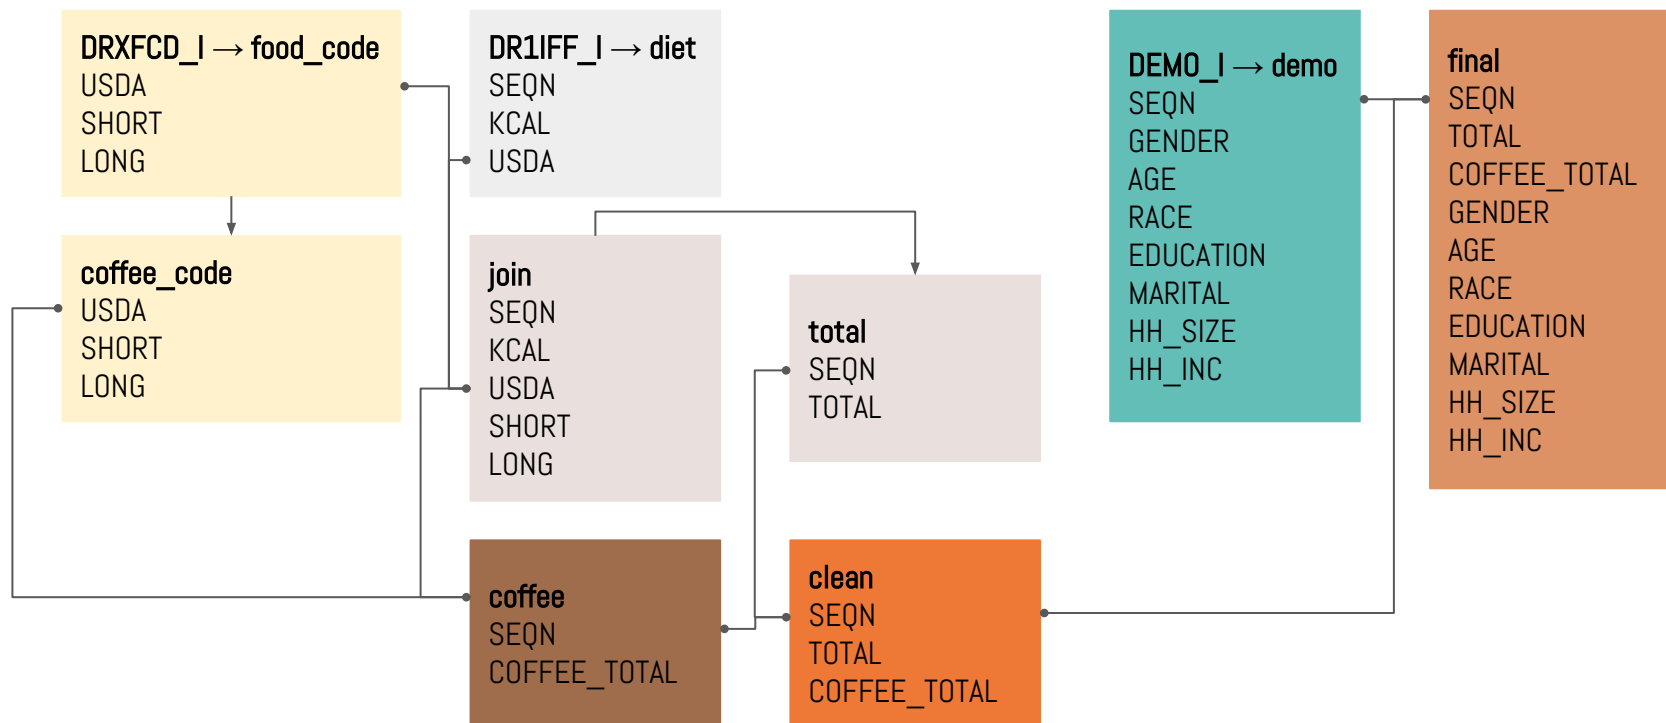 DRXFCD_I → food_code
USDA
SHORT
LONG
DR1IFF_I → diet
SEQN
KCAL
USDA
DEMO_I → demo
SEQN
GENDER
AGE
RACE
EDUCATION
MARITAL
HH_SIZE
HH_INC
final
SEQN
TOTAL
COFFEE_TOTAL
GENDER
AGE
RACE
EDUCATION
MARITAL
HH_SIZE
HH_INC
coffee_code
USDA
SHORT
LONG
join
SEQN
KCAL
USDA
SHORT
LONG
total
SEQN
TOTAL
coffee
SEQN
COFFEE_TOTAL
clean
SEQN
TOTAL
COFFEE_TOTAL